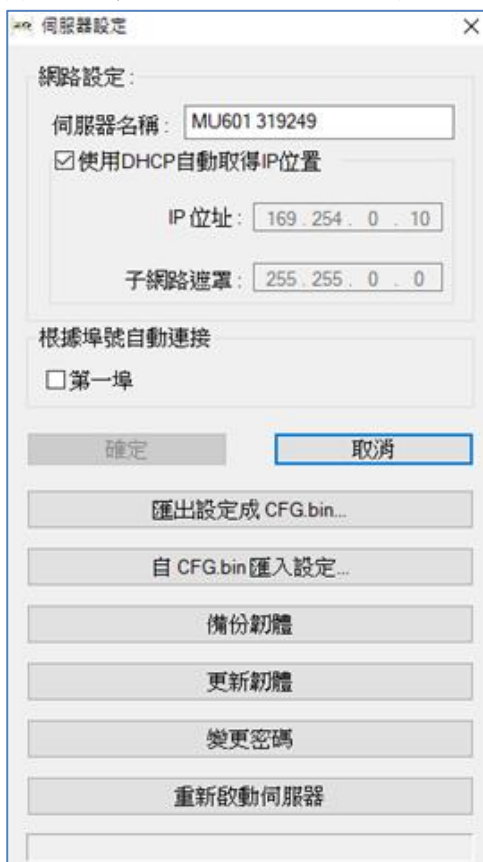 伺服器設定
網路設定:
伺服器名稱: MU601 319249
使用DHCP自動取得IP位置
IP 位址: 169 . 254 . 0 . 10
子網路遮罩: 255 . 255 . 0 . 0
根據埠號自動連接
第一埠
確定 取消
匯出設定成 CFG.bin...
自 CFG.bin 匯入設定...
備份韌體
更新韌體
變更密碼
重新啟動伺服器